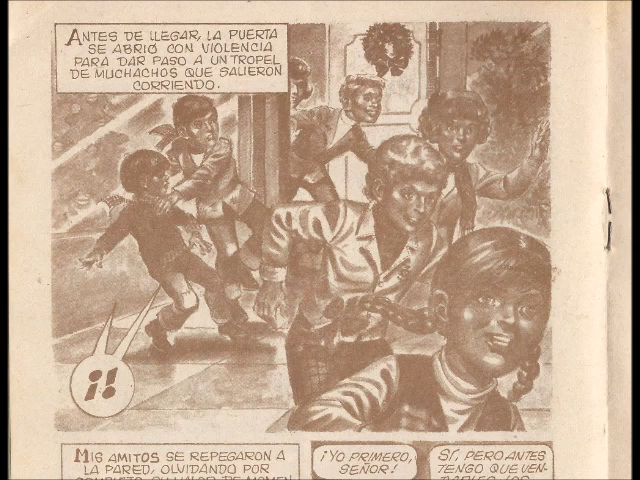 ANTES DE LLEGAR, LA PUERTA
SE ABRIÓ CON VIOLENCIA
PARA DAR PASO A UN TROPEL
DE MUCHACHOS QUE SALIERON
CORRIENDO.
¡!
MIS AMITOS SE REPEGARON A
LA PARED, OLVIDANDO POR
¡YO PRIMERO,
SEÑOR!
SÍ, PERO ANTES
TENGO QUE VEN-